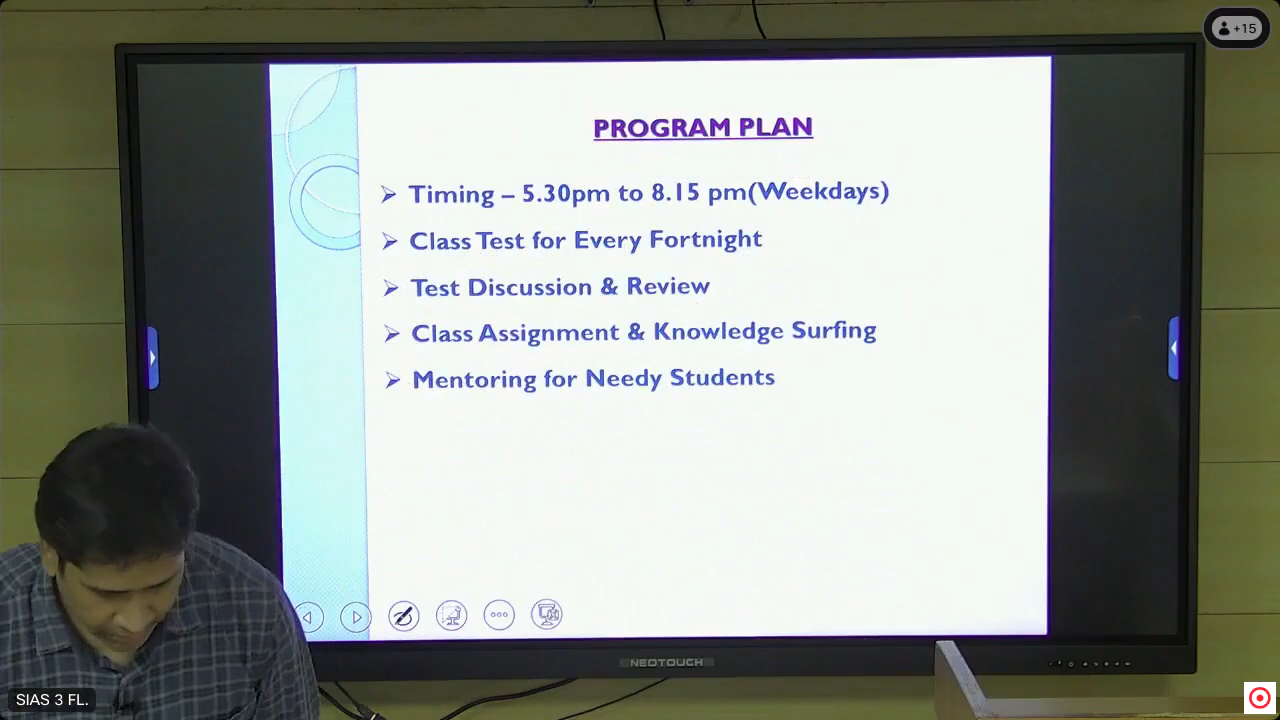 +15
PROGRAM PLAN
➢ Timing – 5.30pm to 8.15 pm(Weekdays)
➢ Class Test for Every Fortnight
➢ Test Discussion & Review
➢ Class Assignment & Knowledge Surfing
➢ Mentoring for Needy Students
NEOTOUCH
SIAS 3 FL.